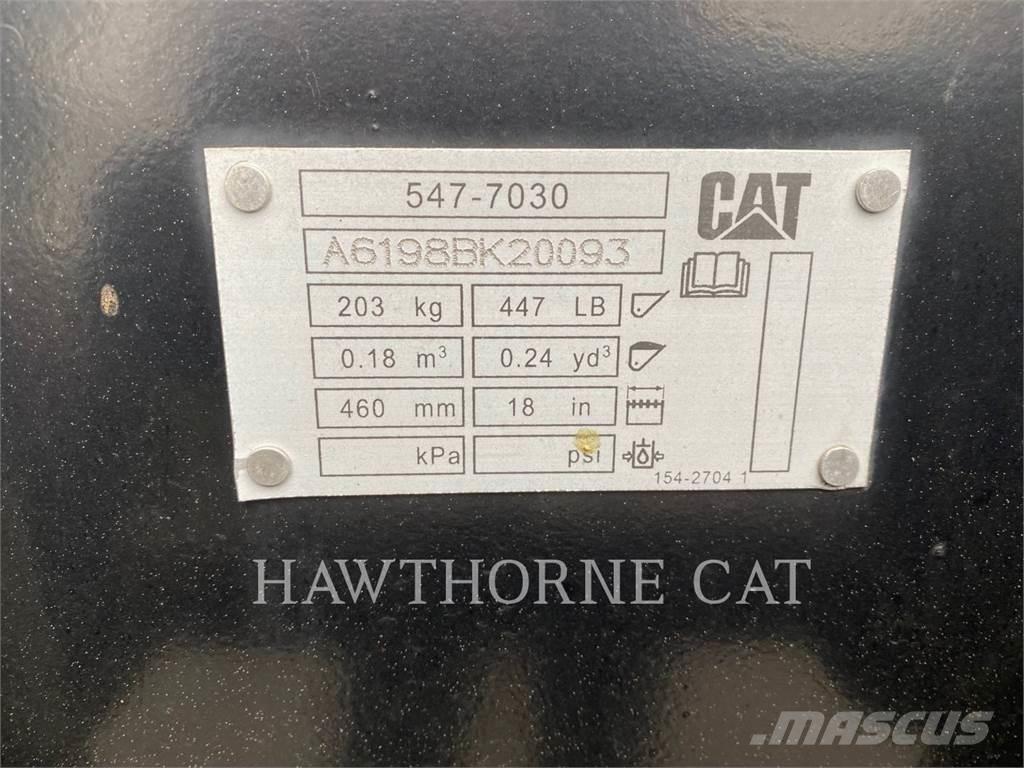 547-7030
CAT
A6198BK20093
203 kg 447 LB
0.18 m³ 0.24 yd³
460 mm 18 in
kPa psi
154-2704 1
HAWTHORNE CAT
MASCUS